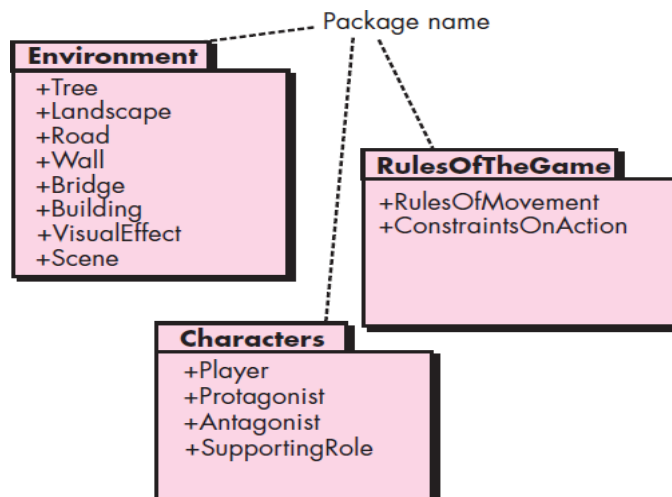 Package name
Environment
+Tree
+Landscape
+Road
+Wall
+Bridge
+Building
+VisualEffect
+Scene
RulesOfTheGame
+RulesOfMovement
+ConstraintsOnAction
Characters
+Player
+Protagonist
+Antagonist
+SupportingRole